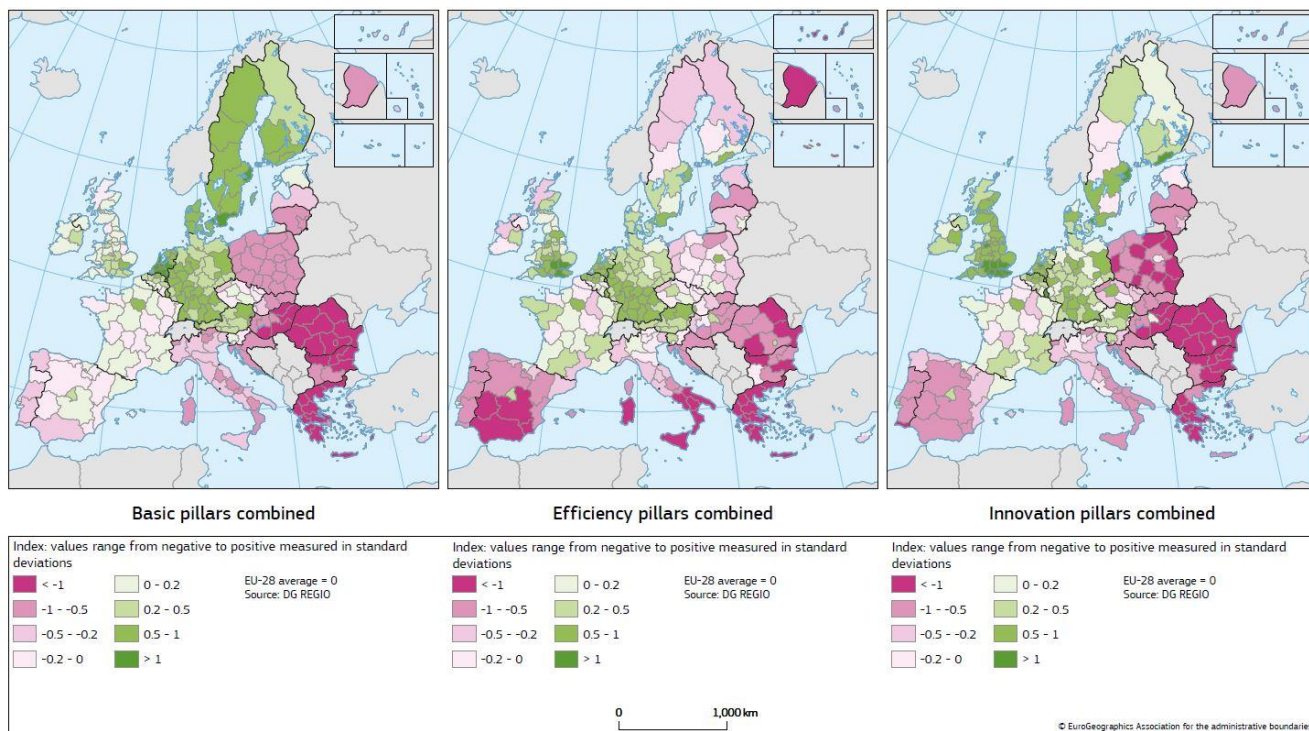 Basic pillars combined
Efficiency pillars combined
Innovation pillars combined
Index: values range from negative to positive measured in standard
deviations
< -1
-1 - -0.5
-0.5 - -0.2
-0.2 - 0
0 - 0.2
0.2 - 0.5
0.5 - 1
> 1
EU-28 average = 0
Source: DG REGIO
Index: values range from negative to positive measured in standard
deviations
< -1
-1 - -0.5
-0.5 - -0.2
-0.2 - 0
0 - 0.2
0.2 - 0.5
0.5 - 1
> 1
EU-28 average = 0
Source: DG REGIO
Index: values range from negative to positive measured in standard
deviations
< -1
-1 - -0.5
-0.5 - -0.2
-0.2 - 0
0 - 0.2
0.2 - 0.5
0.5 - 1
> 1
EU-28 average = 0
Source: DG REGIO
0 1,000 km
© EuroGeographics Association for the administrative boundaries